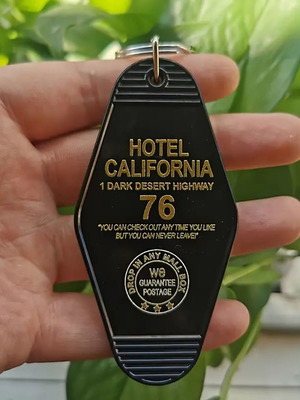 HOTEL
CALIFORNIA
1 DARK DESERT HIGHWAY
76
"YOU CAN CHECK OUT ANY TIME YOU LIKE
BUT YOU CAN NEVER LEAVE!"
DROP IN ANY MAIL BOX
We
GUARANTEE
POSTAGE